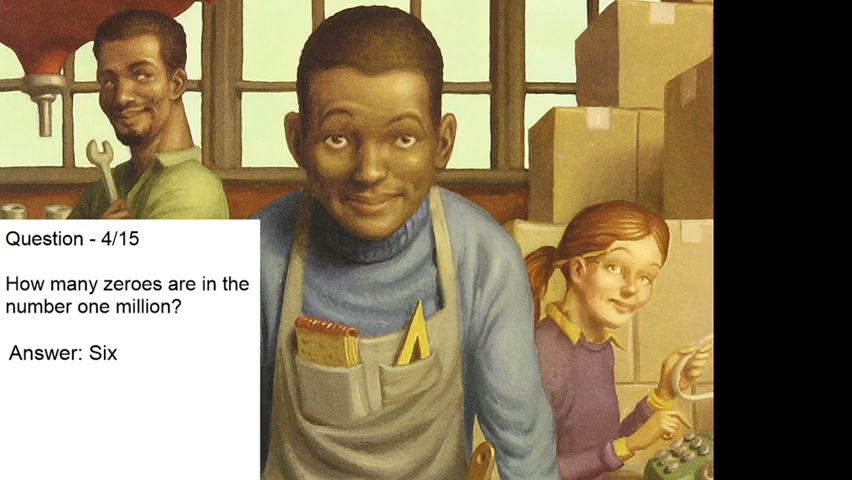 Question - 4/15
How many zeroes are in the
number one million?
Answer: Six